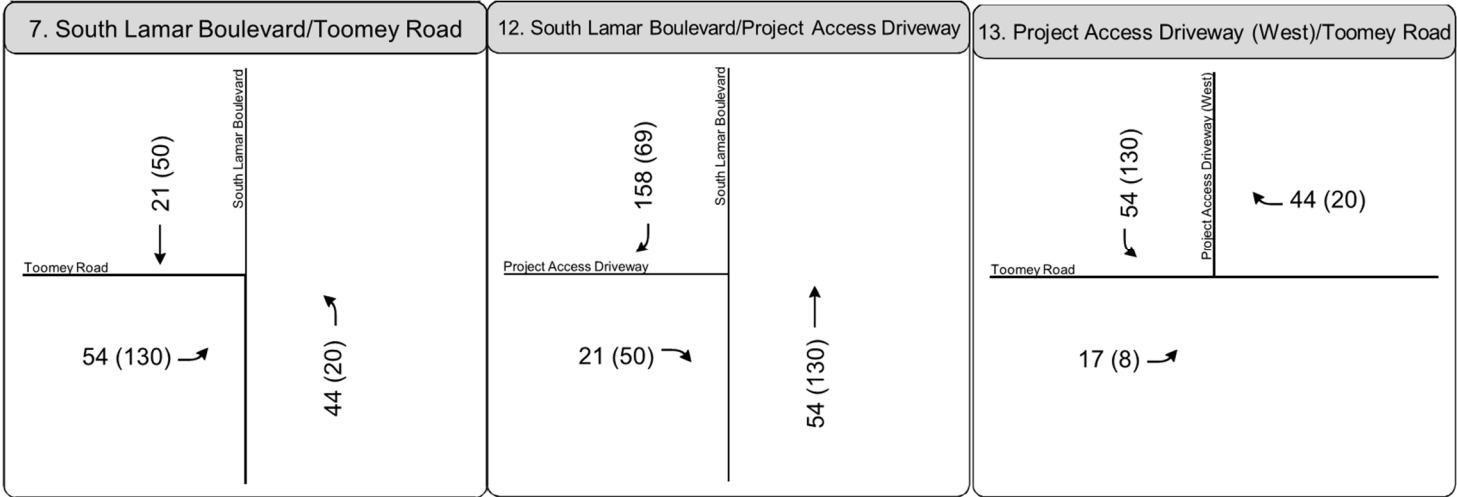 7. South Lamar Boulevard/Toomey Road
South Lamar Boulevard
21 (50)
Toomey Road
54 (130)
44 (20)
12. South Lamar Boulevard/Project Access Driveway
South Lamar Boulevard
158 (69)
Project Access Driveway
21 (50)
54 (130)
13. Project Access Driveway (West)/Toomey Road
Project Access Driveway (West)
54 (130)
44 (20)
Toomey Road
17 (8)